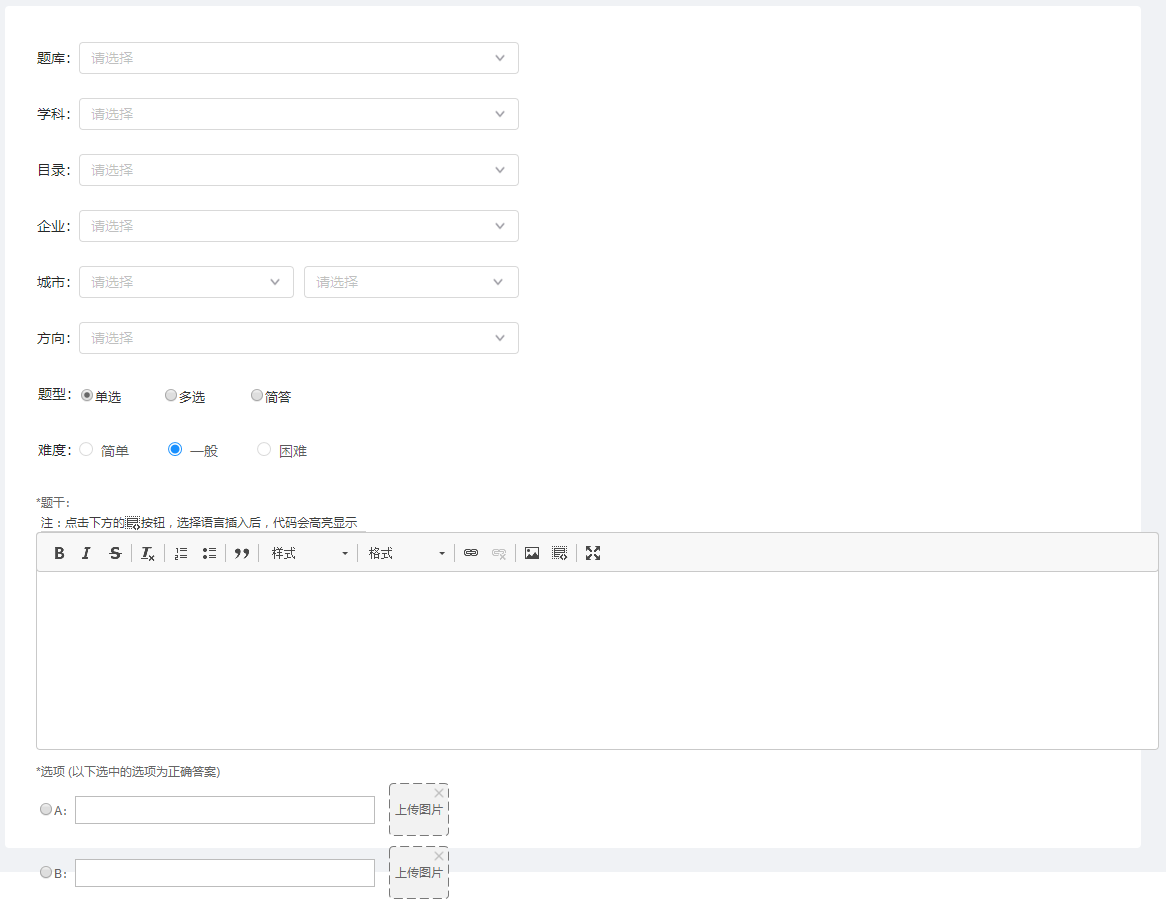 题库： 请选择
学科： 请选择
目录： 请选择
企业： 请选择
城市： 请选择 请选择
方向： 请选择
题型： 单选 多选 简答
难度： 简单 一般 困难
*题干：
注：点击下方的按钮，选择语言插入后，代码会高亮显示
B I S Tx 样式 格式
*选项 (以下选中的选项为正确答案)
A： 上传图片
B： 上传图片